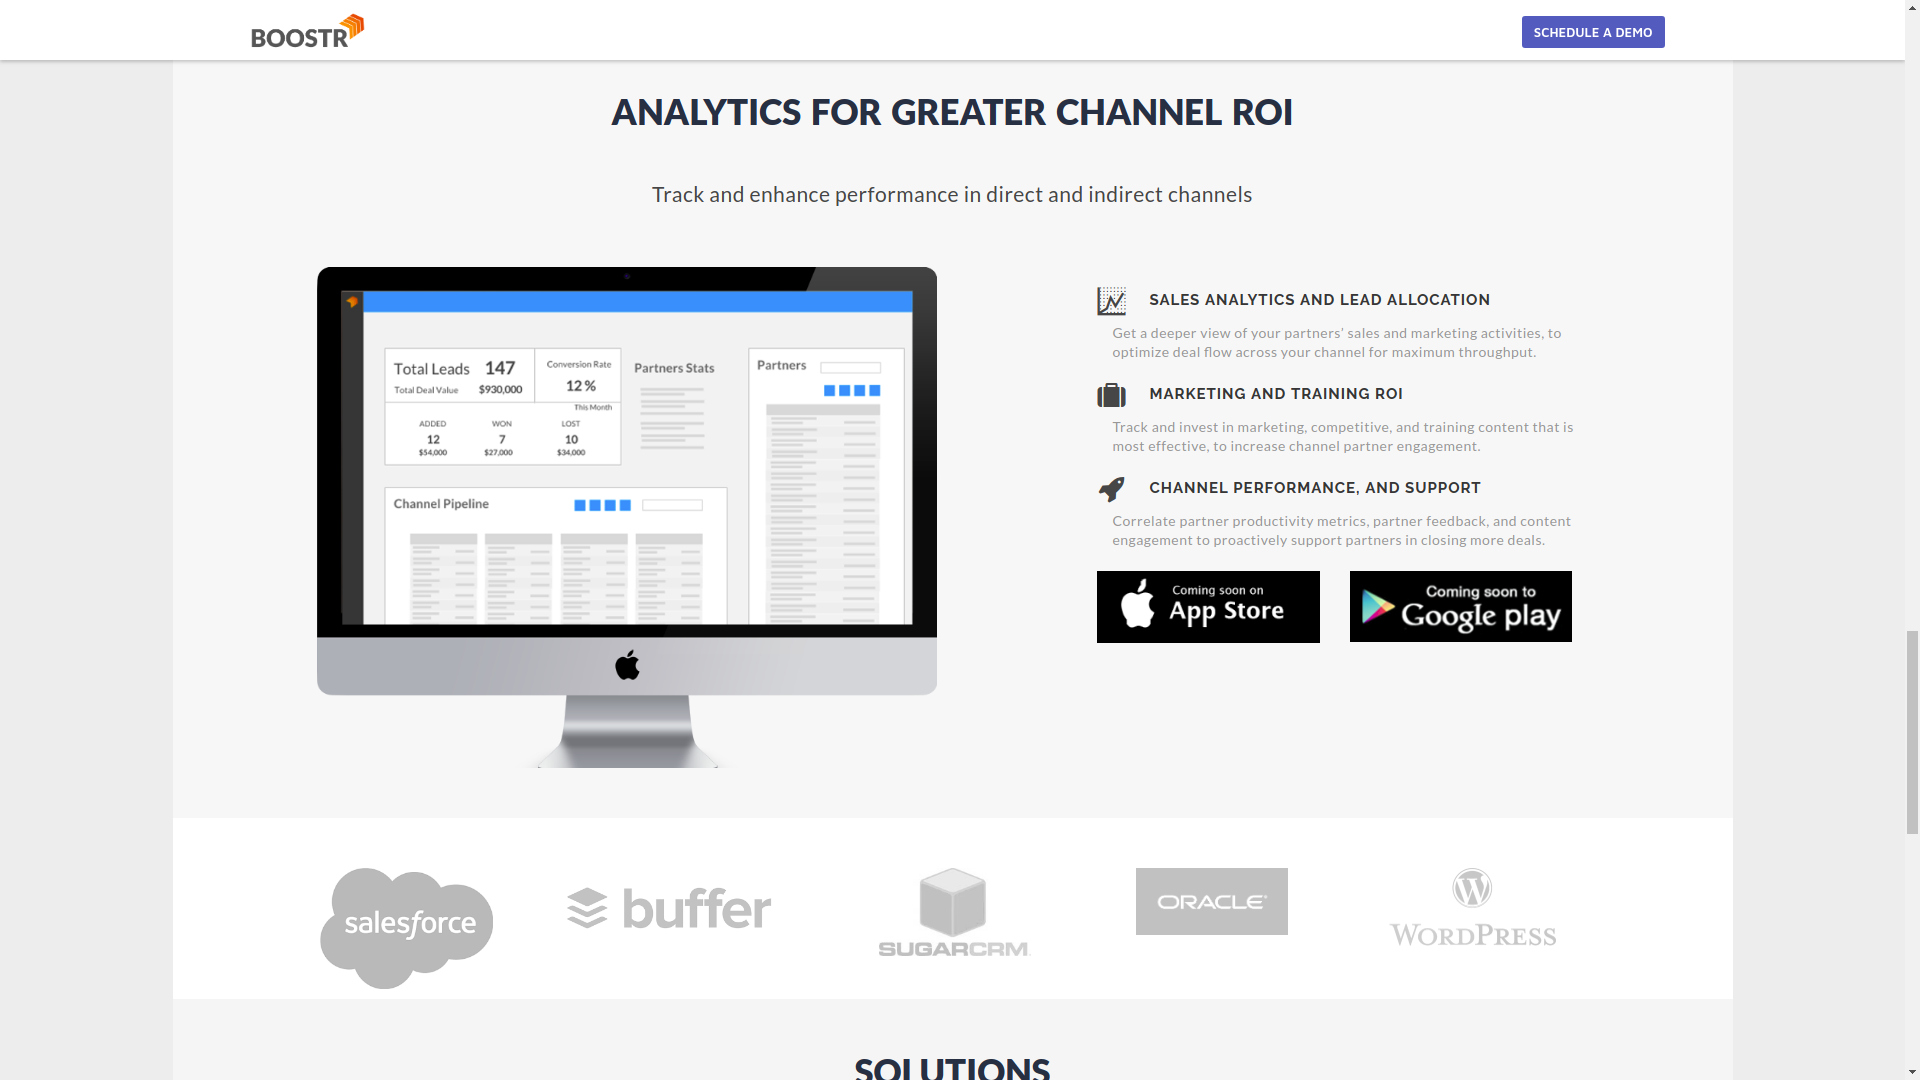 BOOSTR
SCHEDULE A DEMO
ANALYTICS FOR GREATER CHANNEL ROI
Track and enhance performance in direct and indirect channels
Total Leads 147
Total Deal Value $930,000
Conversion Rate
12 %
This Month
ADDED WON LOST
12 7 10
$54,000 $27,000 $34,000
Partners Stats
Partners
Channel Pipeline
SALES ANALYTICS AND LEAD ALLOCATION
Get a deeper view of your partners’ sales and marketing activities, to
optimize deal flow across your channel for maximum throughput.
MARKETING AND TRAINING ROI
Track and invest in marketing, competitive, and training content that is
most effective, to increase channel partner engagement.
CHANNEL PERFORMANCE, AND SUPPORT
Correlate partner productivity metrics, partner feedback, and content
engagement to proactively support partners in closing more deals.
Coming soon on
App Store
Coming soon to
Google play
salesforce
buffer
SUGARCRM
ORACLE
WORDPRESS
SOLUTIONS